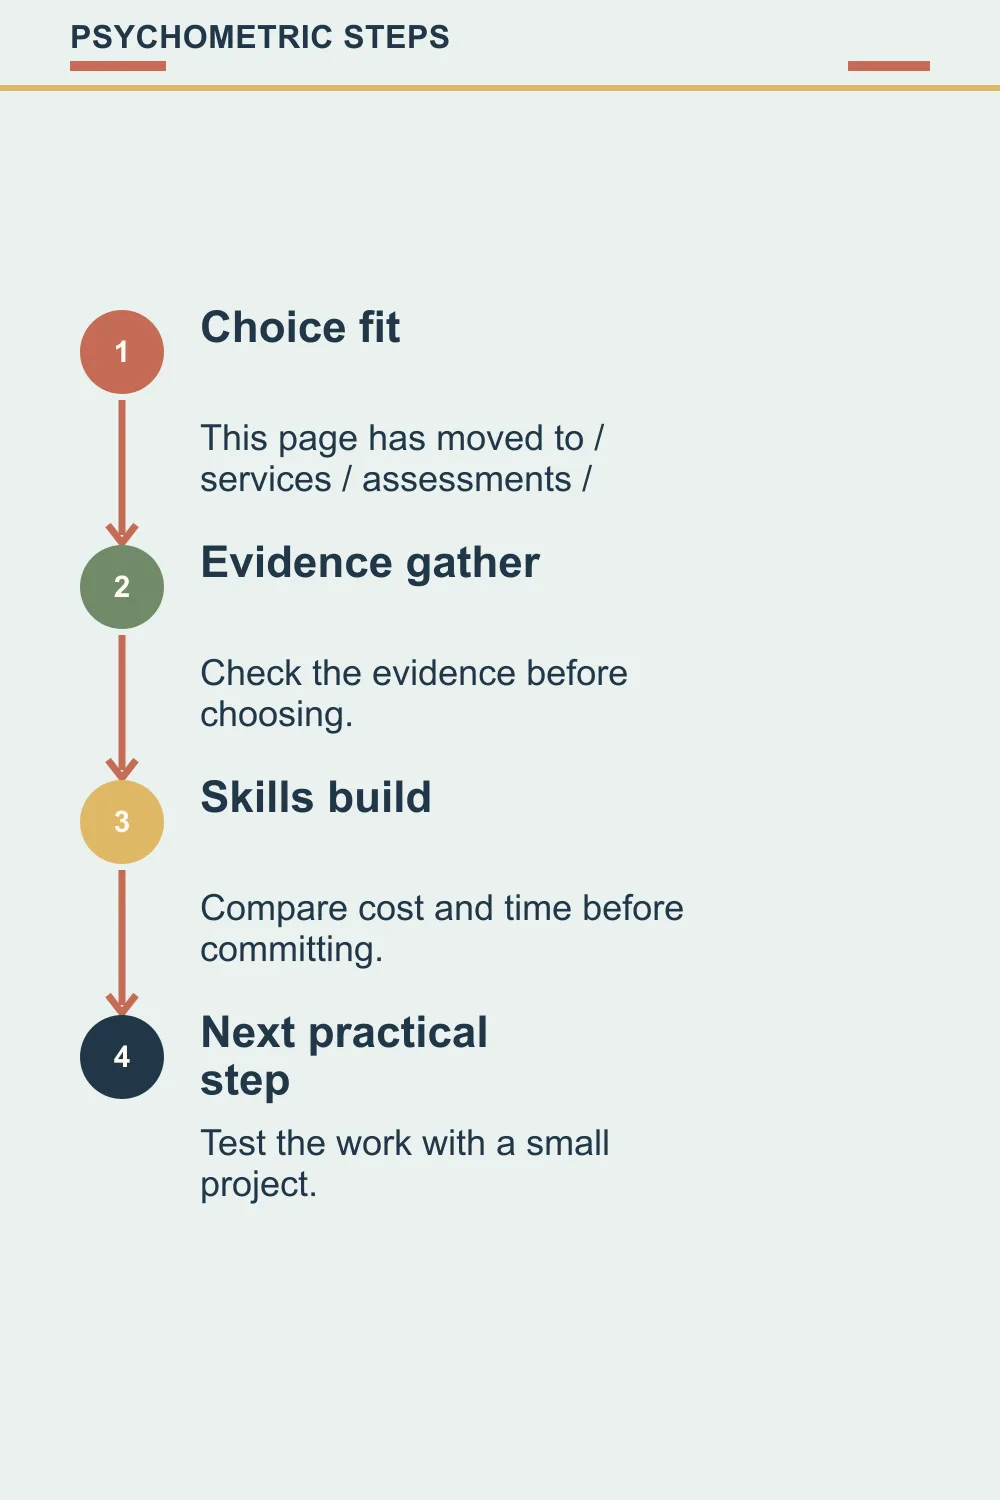 PSYCHOMETRIC STEPS
1
Choice fit
This page has moved to /
services / assessments /
2
Evidence gather
Check the evidence before
choosing.
3
Skills build
Compare cost and time before
committing.
4
Next practical
step
Test the work with a small
project.